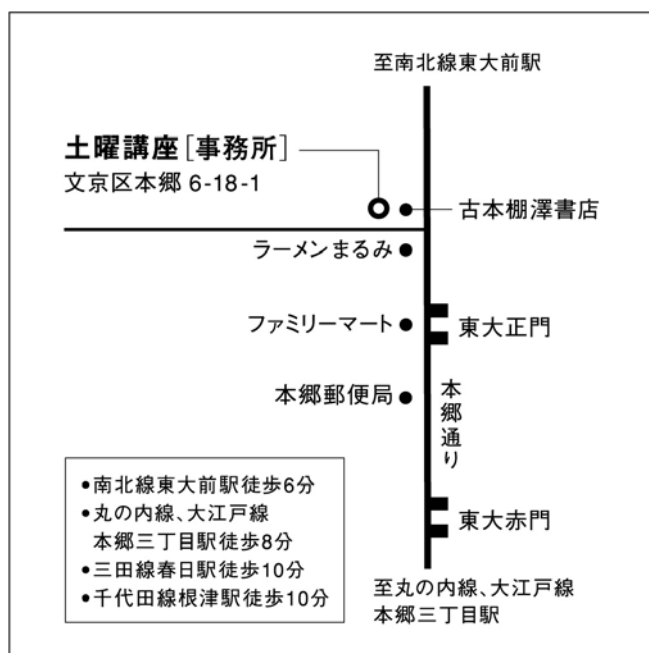 至南北線東大前駅
土曜講座［事務所］
文京区本郷 6-18-1
古本棚澤書店
ラーメンまるみ
ファミリーマート
東大正門
本郷郵便局
本郷通り
東大赤門
●南北線東大前駅徒歩6分
●丸の内線、大江戸線
本郷三丁目駅徒歩8分
●三田線春日駅徒歩10分
●千代田線根津駅徒歩10分
至丸の内線、大江戸線
本郷三丁目駅